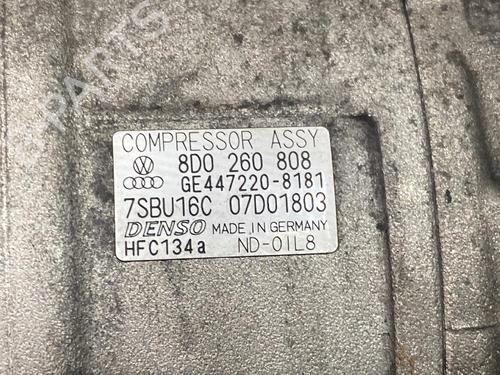 COMPRESSOR ASSY
8D0 260 808
GE447220-8181
7SBU16C 07D01803
DENSO MADE IN GERMANY
HFC134a ND-OIL8